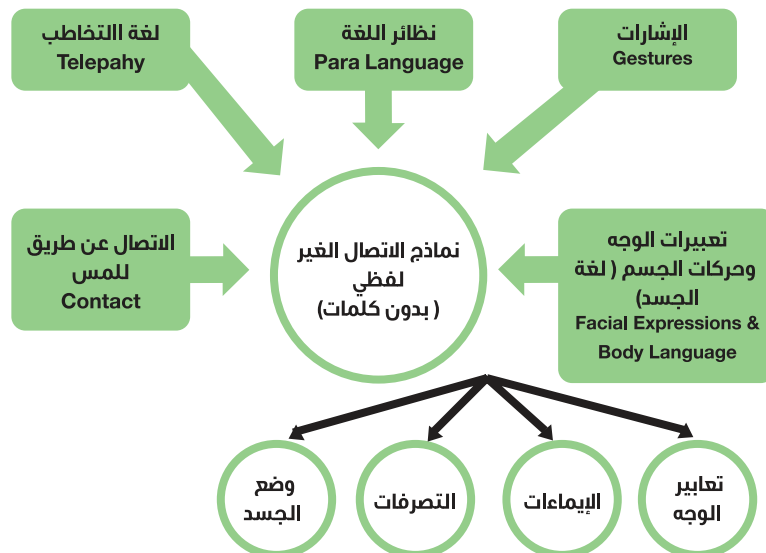 الإشارات
Gestures
نظائر اللغة
Para Language
لغة االتخاطب
Telepahy
تعبيرات الوجه
وحركات الجسم ( لغة
الجسد)
Facial Expressions &
Body Language
نماذج الاتصال الغير
لفظي
( بدون كلمات)
الاتصال عن طريق
للمس
Contact
تعابير
الوجه
الإيماءات
التصرفات
وضع
الجسد